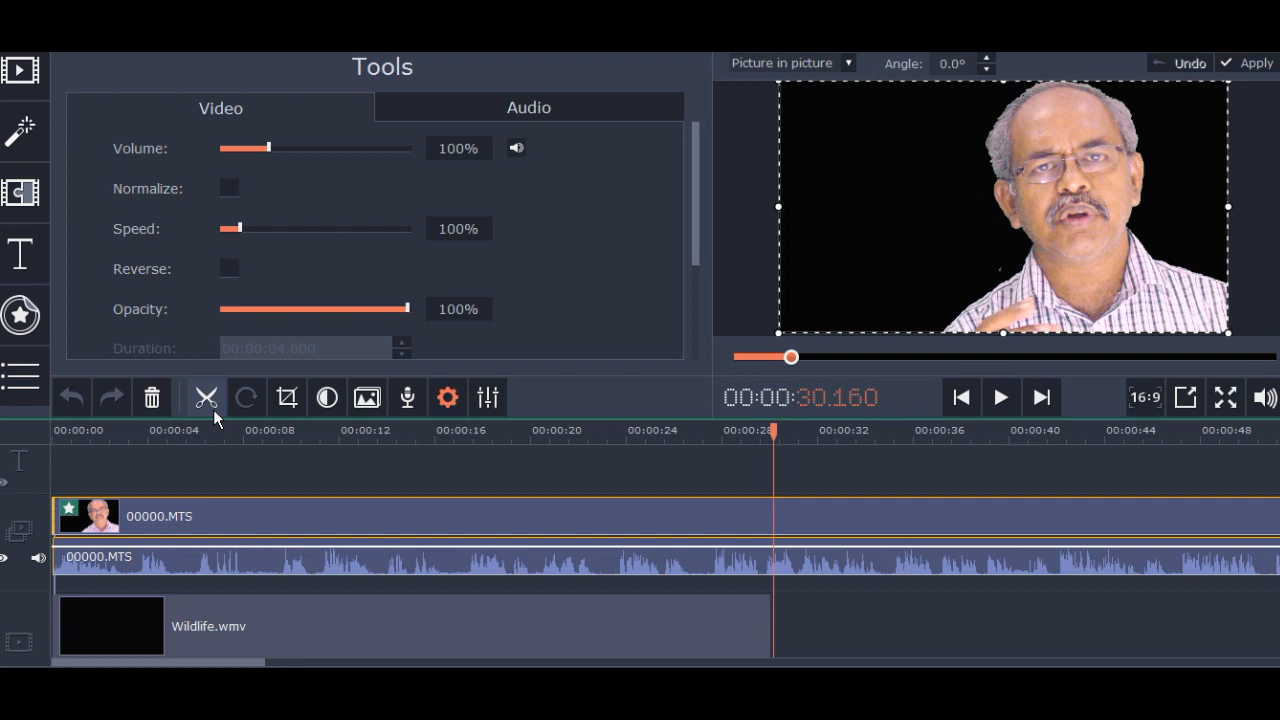 Tools
Video
Audio
Volume:
100%
Normalize:
Speed:
100%
Reverse:
Opacity:
100%
Duration:
00:00:04.000
Picture in picture
Angle:
0.0°
Undo
Apply
T
00:00:30.160
16:9
00:00:00
00:00:04
00:00:08
00:00:12
00:00:16
00:00:20
00:00:24
00:00:28
00:00:32
00:00:36
00:00:40
00:00:44
00:00:48
T
00000.MTS
00000.MTS
Wildlife.wmv